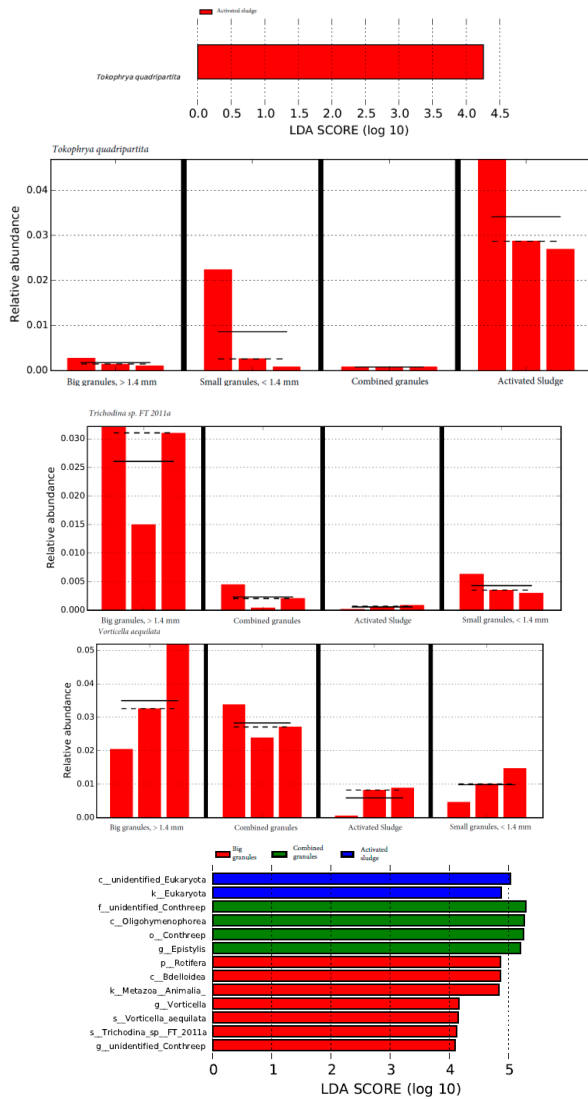 Activated sludge
Tokophrya quadripartita
0.0 0.5 1.0 1.5 2.0 2.5 3.0 3.5 4.0 4.5
LDA SCORE (log 10)
Tokophrya quadripartita
Relative abundance
0.04
0.03
0.02
0.01
0.00
Big granules, > 1.4 mm Small granules, < 1.4 mm Combined granules Activated Sludge
Trichodina sp. FT 2011a
Relative abundance
0.030
0.025
0.020
0.015
0.010
0.005
0.000
Big granules, > 1.4 mm Combined granules Activated Sludge Small granules, < 1.4 mm
Vorticella aequilata
Relative abundance
0.05
0.04
0.03
0.02
0.01
0.00
Big granules, > 1.4 mm Combined granules Activated Sludge Small granules, < 1.4 mm
Big granules Combined granules Activated sludge
c__unidentified_Eukaryota
k__Eukaryota
f__unidentified_Conthreep
c__Oligohymenophorea
o__Conthreep
g__Epistylis
p__Rotifera
c__Bdelloidea
k__Metazoa__Animalia_
g__Vorticella
s__Vorticella_aequilata
s__Trichodina_sp__FT_2011a
g__unidentified_Conthreep
0 1 2 3 4 5
LDA SCORE (log 10)